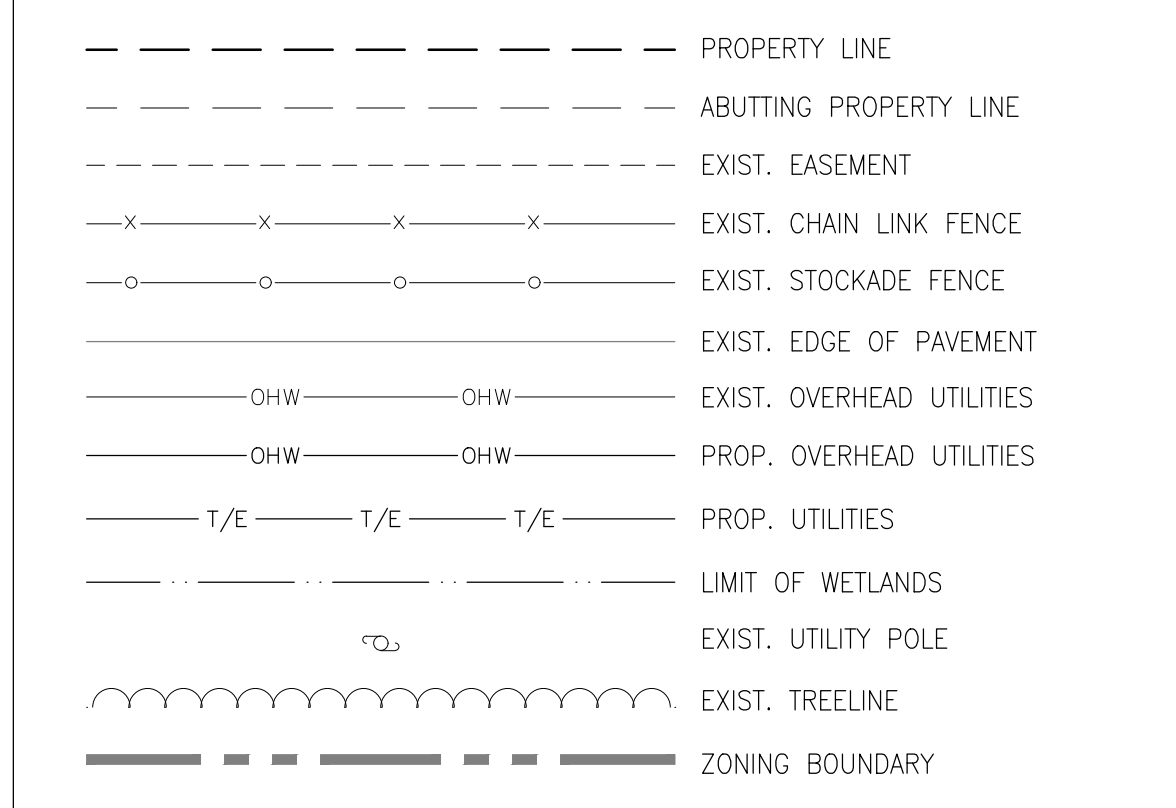 PROPERTY LINE
ABUTTING PROPERTY LINE
EXIST. EASEMENT
X X X X EXIST. CHAIN LINK FENCE
EXIST. STOCKADE FENCE
EXIST. EDGE OF PAVEMENT
OHW OHW EXIST. OVERHEAD UTILITIES
OHW OHW PROP. OVERHEAD UTILITIES
T/E T/E T/E PROP. UTILITIES
LIMIT OF WETLANDS
EXIST. UTILITY POLE
EXIST. TREELINE
ZONING BOUNDARY